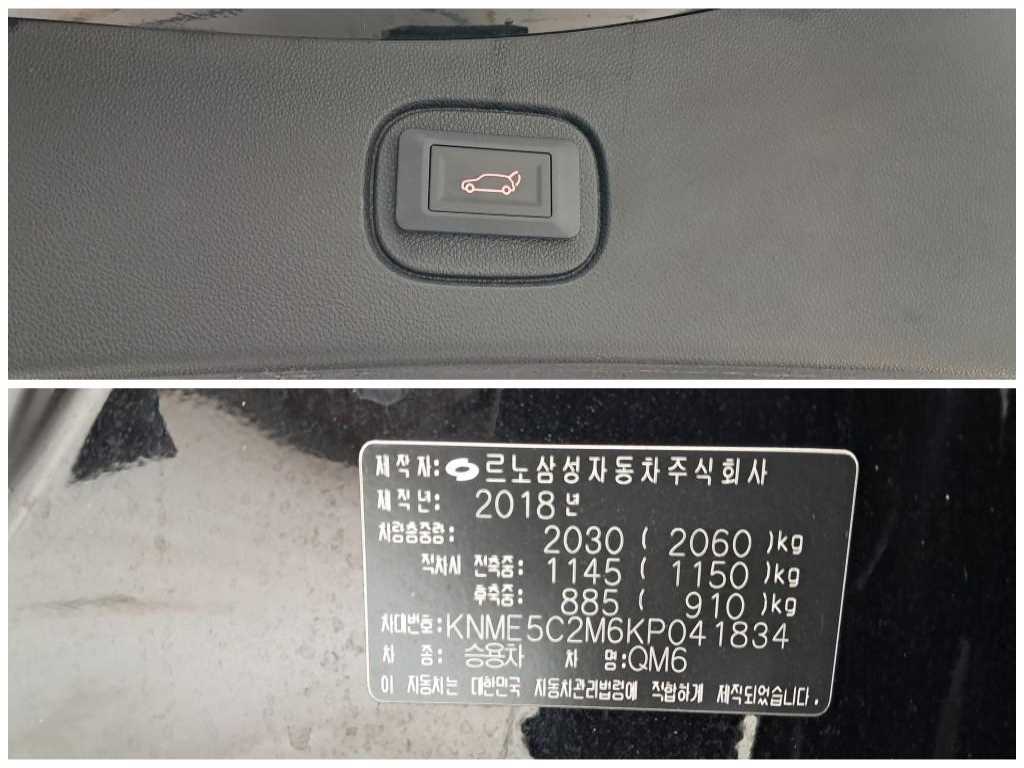 제작자: 르노삼성자동차주식회사
제작년: 2018년
차량총중량: 2030 ( 2060 )kg
적차시 전축중: 1145 ( 1150 )kg
후축중: 885 ( 910 )kg
차대번호: KNME5C2M6KP041834
차 종: 승용차 차 명: QM6
이 자동차는 대한민국 자동차관리법령에 적합하게 제작되었습니다.